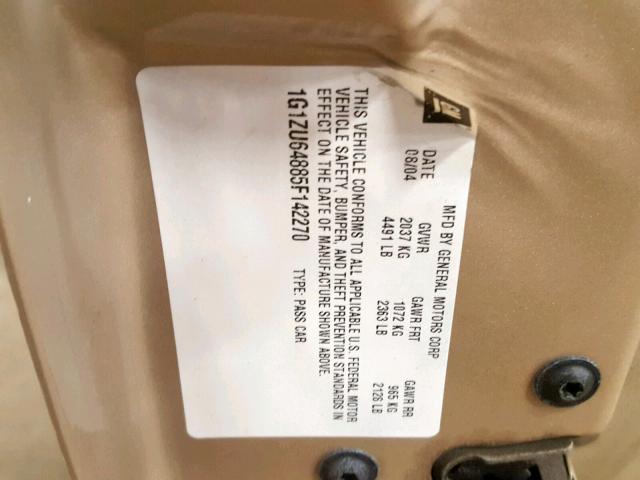 GM
MFD BY GENERAL MOTORS CORP
DATE GVWR GAWR FRT GAWR RR
08/04 2037 KG 1072 KG 965 KG
4491 LB 2363 LB 2126 LB
THIS VEHICLE CONFORMS TO ALL APPLICABLE U.S. FEDERAL MOTOR
VEHICLE SAFETY, BUMPER, AND THEFT PREVENTION STANDARDS IN
EFFECT ON THE DATE OF MANUFACTURE SHOWN ABOVE.
1G1ZU64885F142270 TYPE: PASS CAR